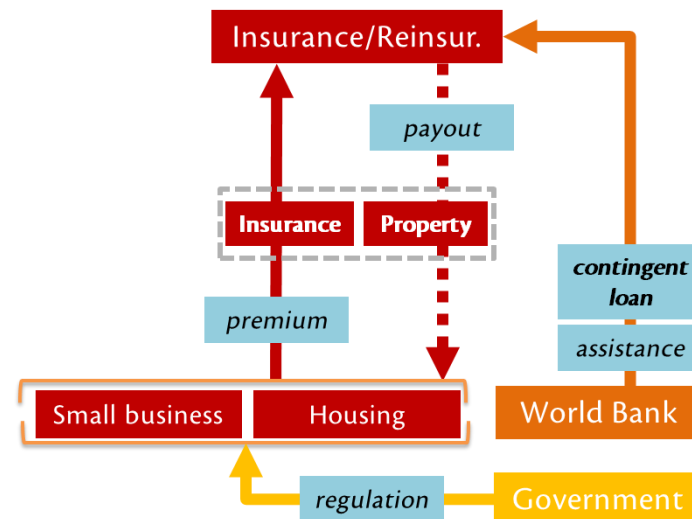 Insurance/Reinsur.
payout
Insurance
Property
contingent
loan
premium
assistance
Small business
Housing
World Bank
regulation
Government